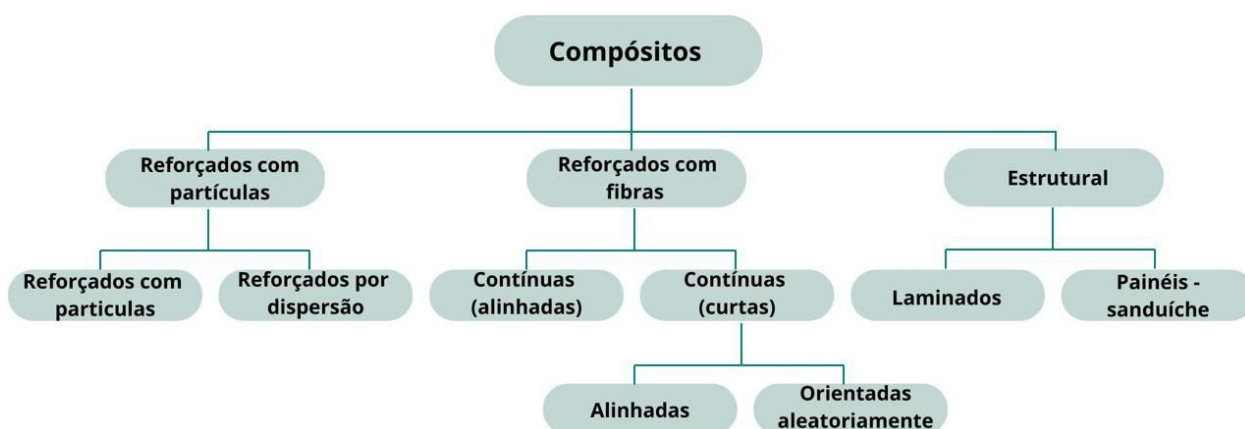 Compósitos
Reforçados com
partículas
Reforçados com
fibras
Estrutural
Reforçados com
particulas
Reforçados por
dispersão
Contínuas
(alinhadas)
Contínuas
(curtas)
Laminados
Painéis -
sanduíche
Alinhadas
Orientadas
aleatoriamente